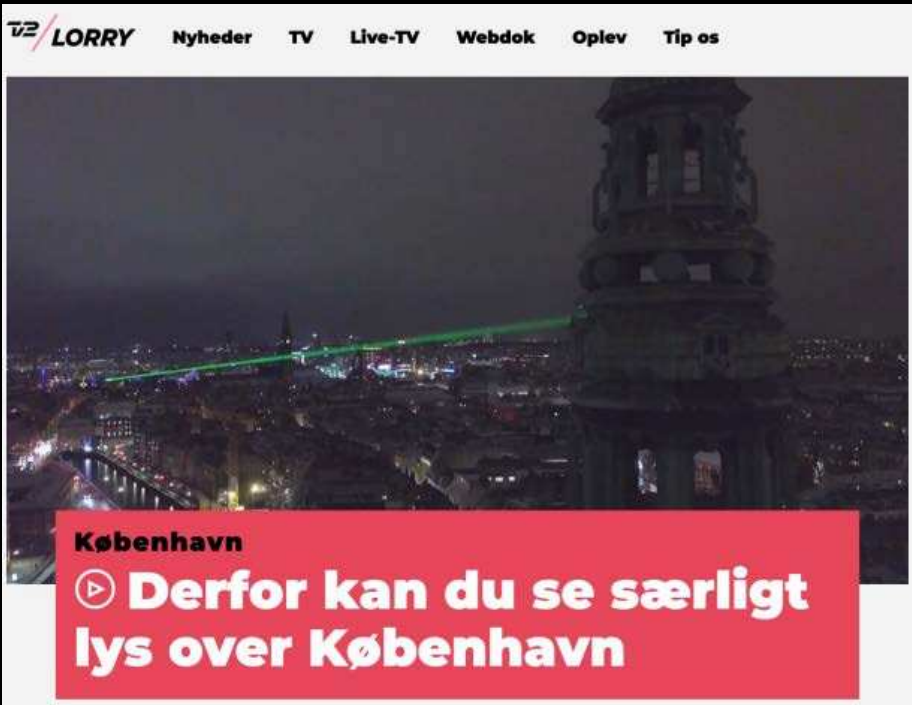 TV2/LORRY Nyheder TV Live-TV Webdok Oplev Tip os
København
Derfor kan du se særligt
lys over København